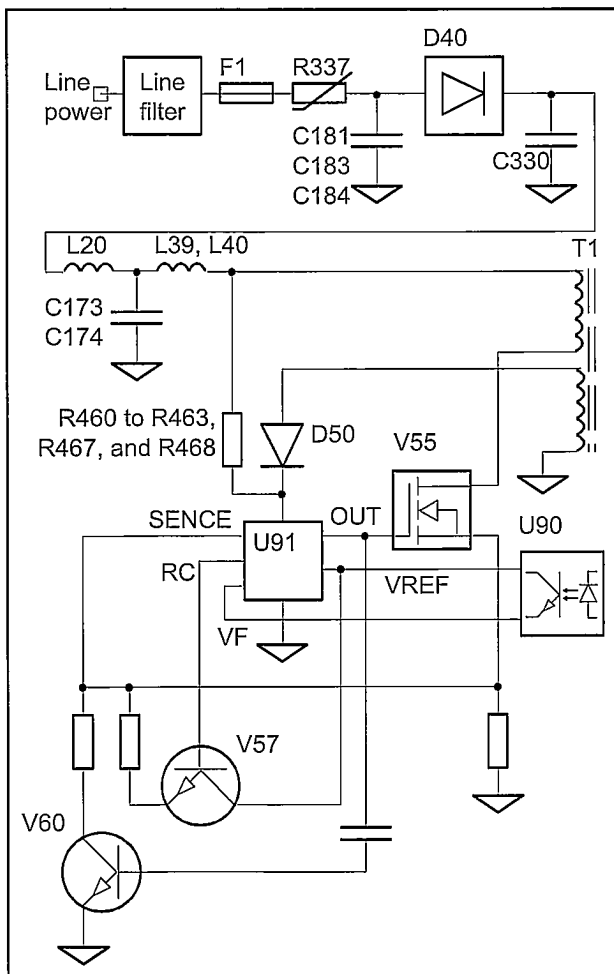 D40
F1
R337
Line power
Line filter
C181
C183
C184
C330
L20
L39, L40
T1
C173
C174
R460 to R463,
R467, and R468
D50
V55
SENCE
OUT
U90
U91
RC
VREF
VF
V57
V60